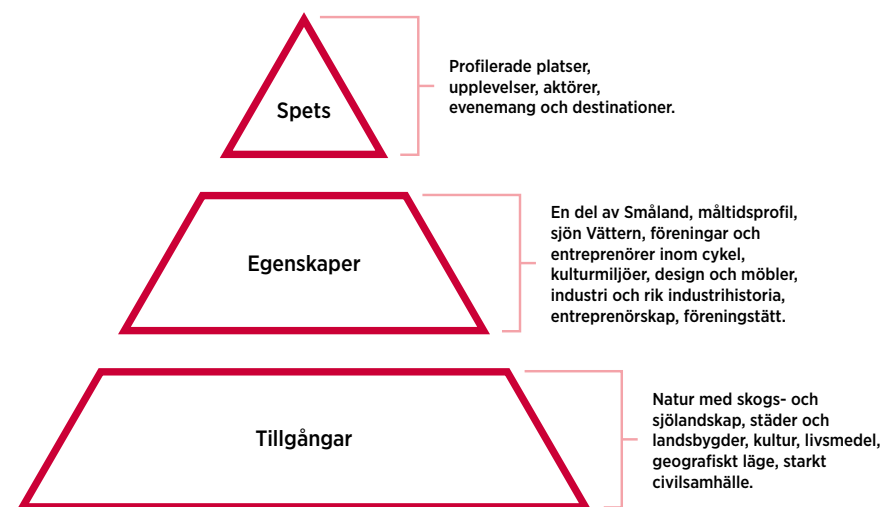 Spets
Profilerade platser,
upplevelser, aktörer,
evenemang och destinationer.
Egenskaper
En del av Småland, måltidsprofil,
sjön Vättern, föreningar och
entreprenörer inom cykel,
kulturmiljöer, design och möbler,
industri och rik industrihistoria,
entreprenörskap, föreningstätt.
Tillgångar
Natur med skogs- och
sjölandskap, städer och
landsbygder, kultur, livsmedel,
geografiskt läge, starkt
civilsamhälle.